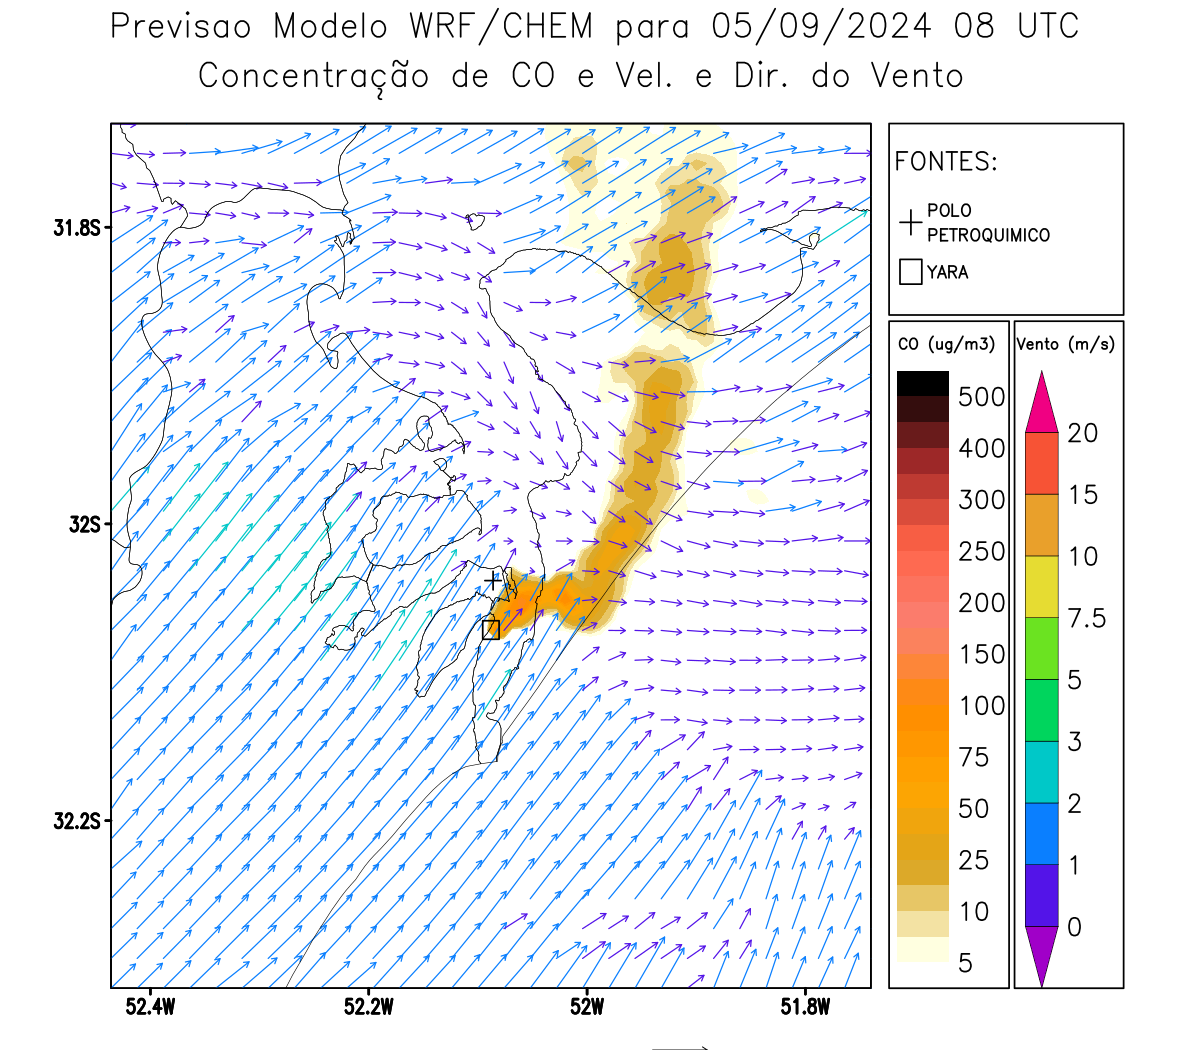 Previsao Modelo WRF/CHEM para 05/09/2024 08 UTC
Concentração de CO e Vel. e Dir. do Vento
FONTES:
POLO
PETROQUIMICO
YARA
CO (ug/m3)
500
400
300
250
200
150
100
75
50
25
10
5
Vento (m/s)
20
15
10
7.5
5
3
2
1
0
31.8S
32S
32.2S
52.4W
52.2W
52W
51.8W